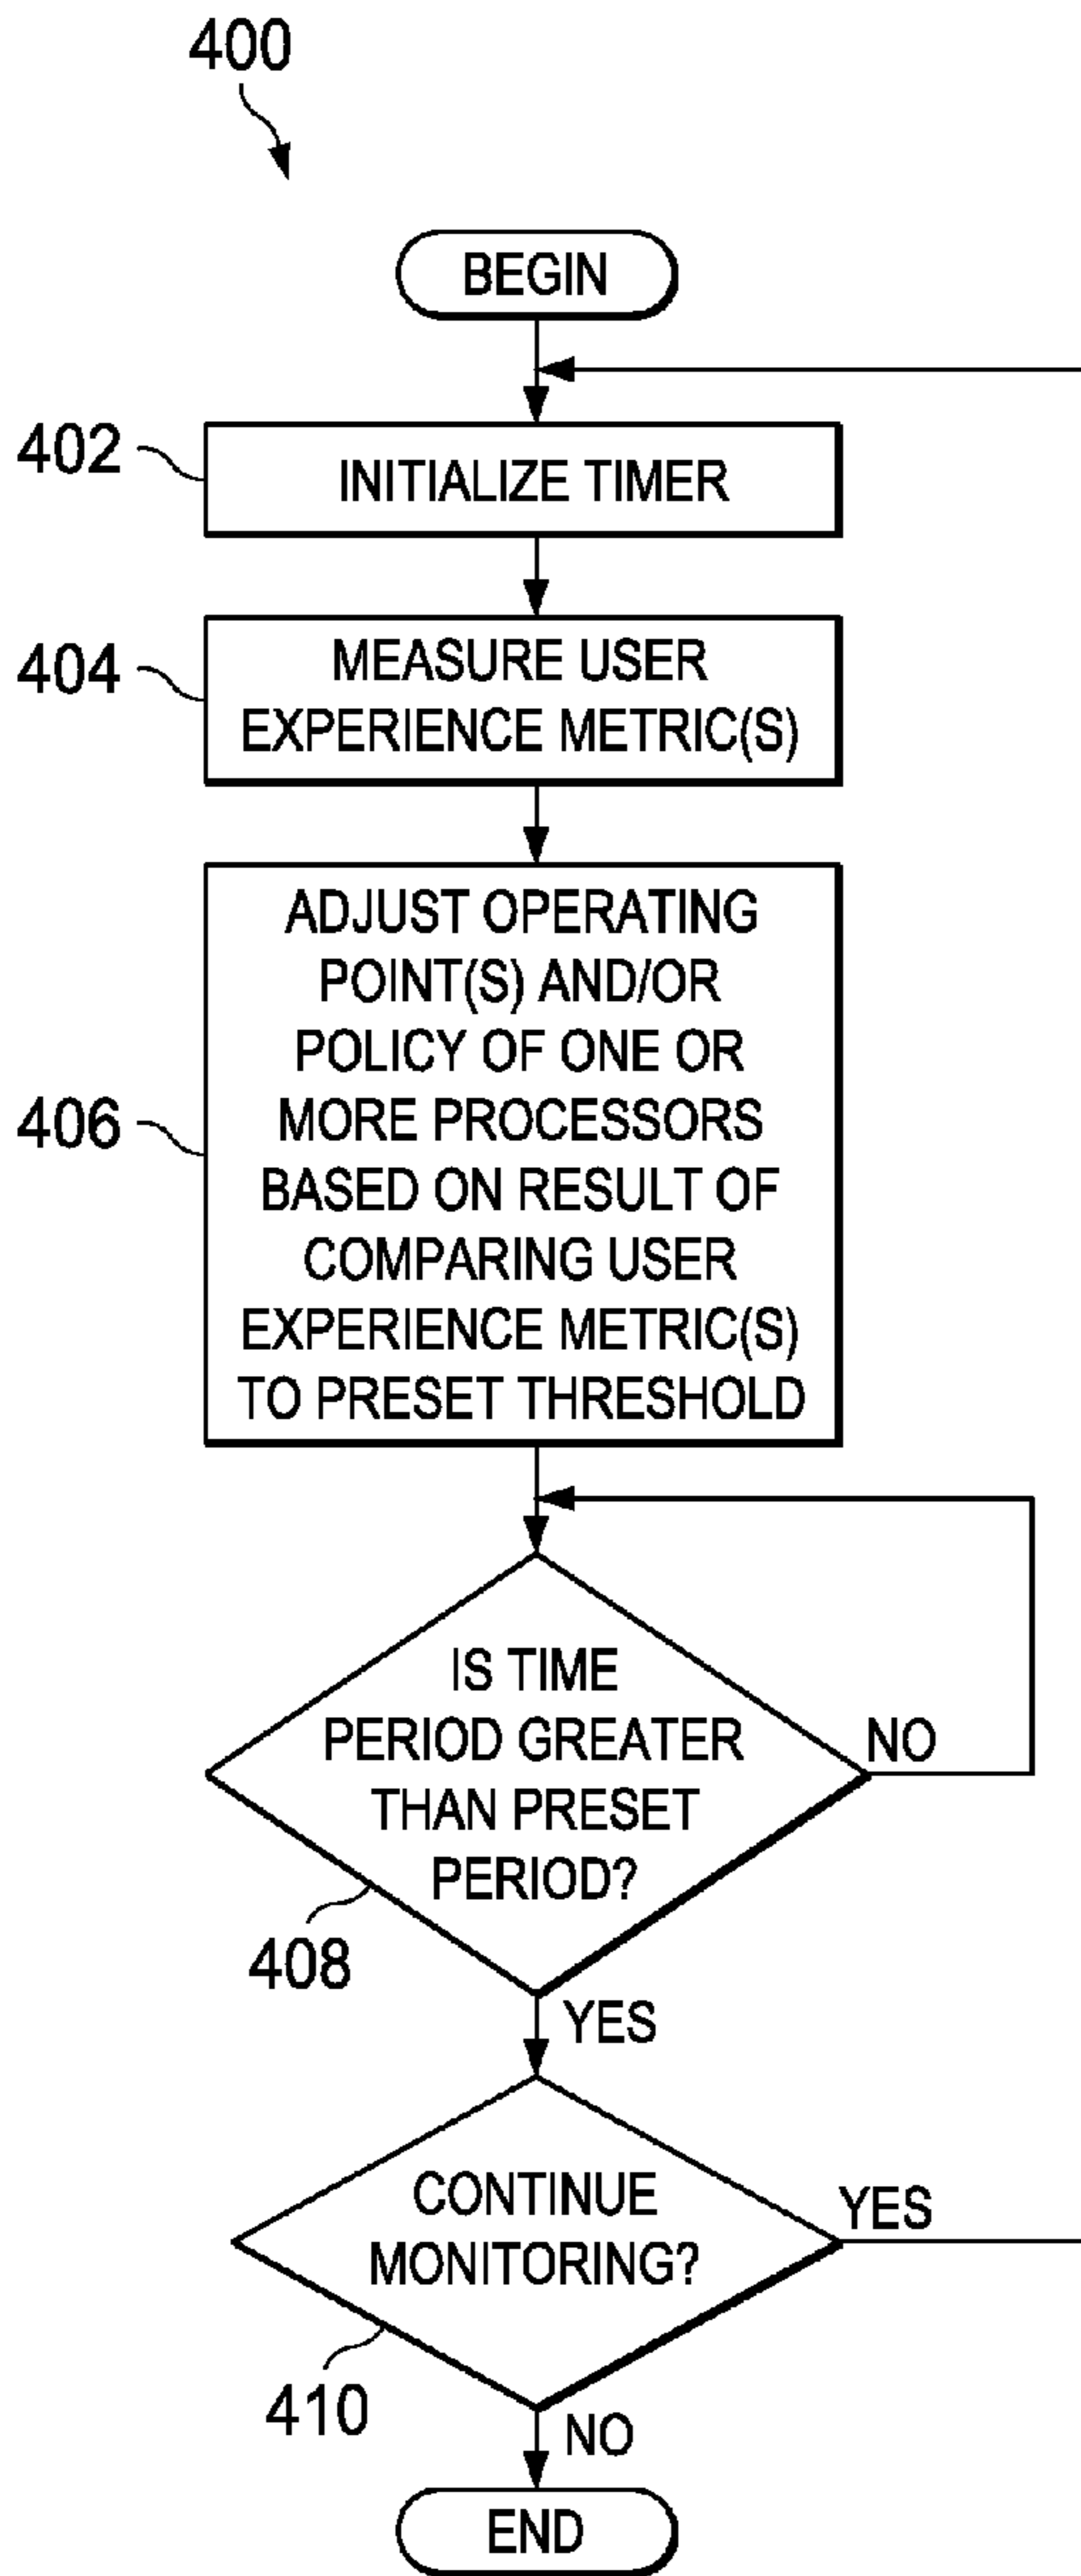 400
BEGIN
402
INITIALIZE TIMER
404
MEASURE USER
EXPERIENCE METRIC(S)
406
ADJUST OPERATING
POINT(S) AND/OR
POLICY OF ONE OR
MORE PROCESSORS
BASED ON RESULT OF
COMPARING USER
EXPERIENCE METRIC(S)
TO PRESET THRESHOLD
IS TIME
PERIOD GREATER
THAN PRESET
PERIOD?
NO
408
YES
CONTINUE
MONITORING?
YES
410
NO
END